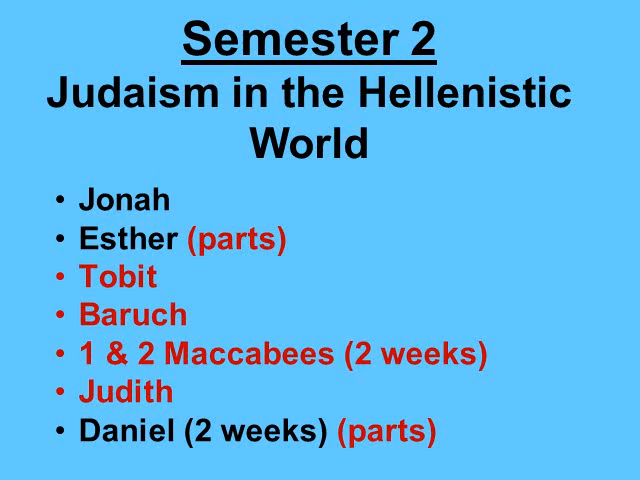 Semester 2
Judaism in the Hellenistic
World
• Jonah
• Esther (parts)
• Tobit
• Baruch
• 1 & 2 Maccabees (2 weeks)
• Judith
• Daniel (2 weeks) (parts)